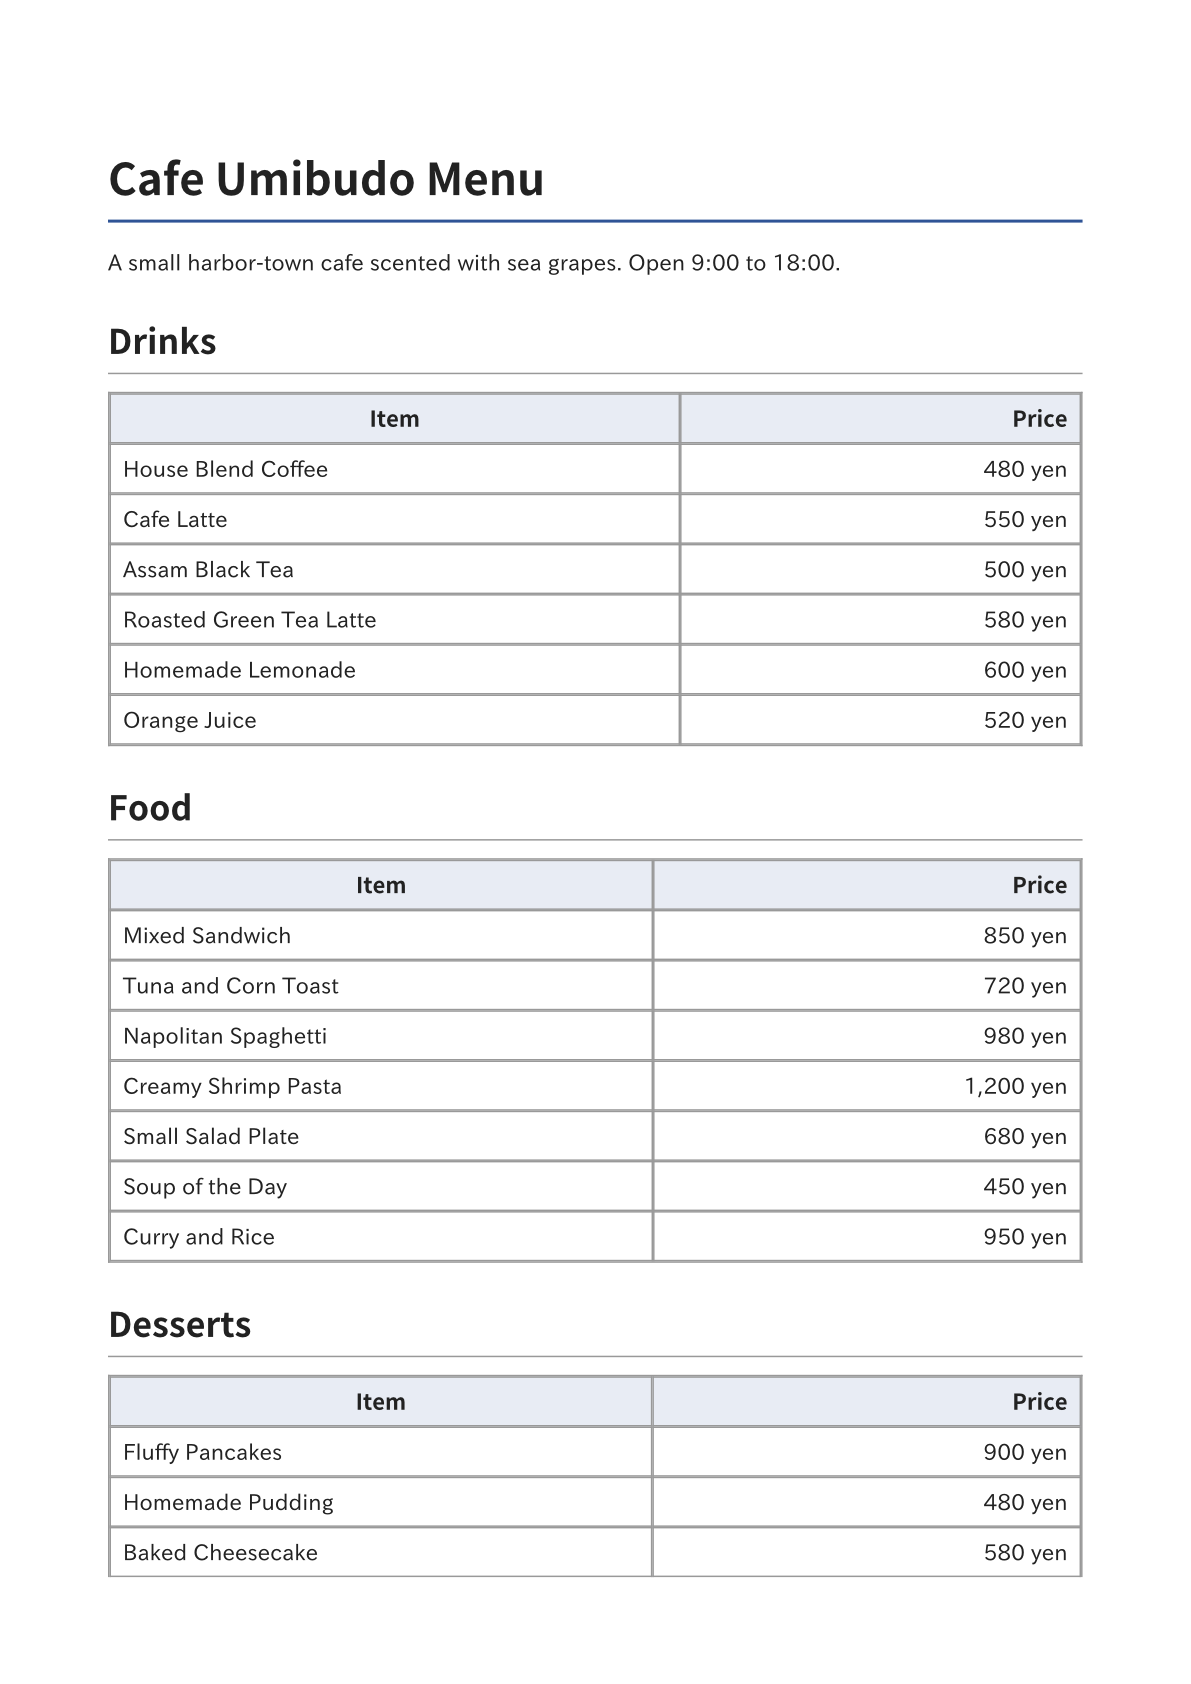 Cafe Umibudo Menu
A small harbor-town cafe scented with sea grapes. Open 9:00 to 18:00.
Drinks
Item Price
House Blend Coffee 480 yen
Cafe Latte 550 yen
Assam Black Tea 500 yen
Roasted Green Tea Latte 580 yen
Homemade Lemonade 600 yen
Orange Juice 520 yen
Food
Item Price
Mixed Sandwich 850 yen
Tuna and Corn Toast 720 yen
Napolitan Spaghetti 980 yen
Creamy Shrimp Pasta 1,200 yen
Small Salad Plate 680 yen
Soup of the Day 450 yen
Curry and Rice 950 yen
Desserts
Item Price
Fluffy Pancakes 900 yen
Homemade Pudding 480 yen
Baked Cheesecake 580 yen